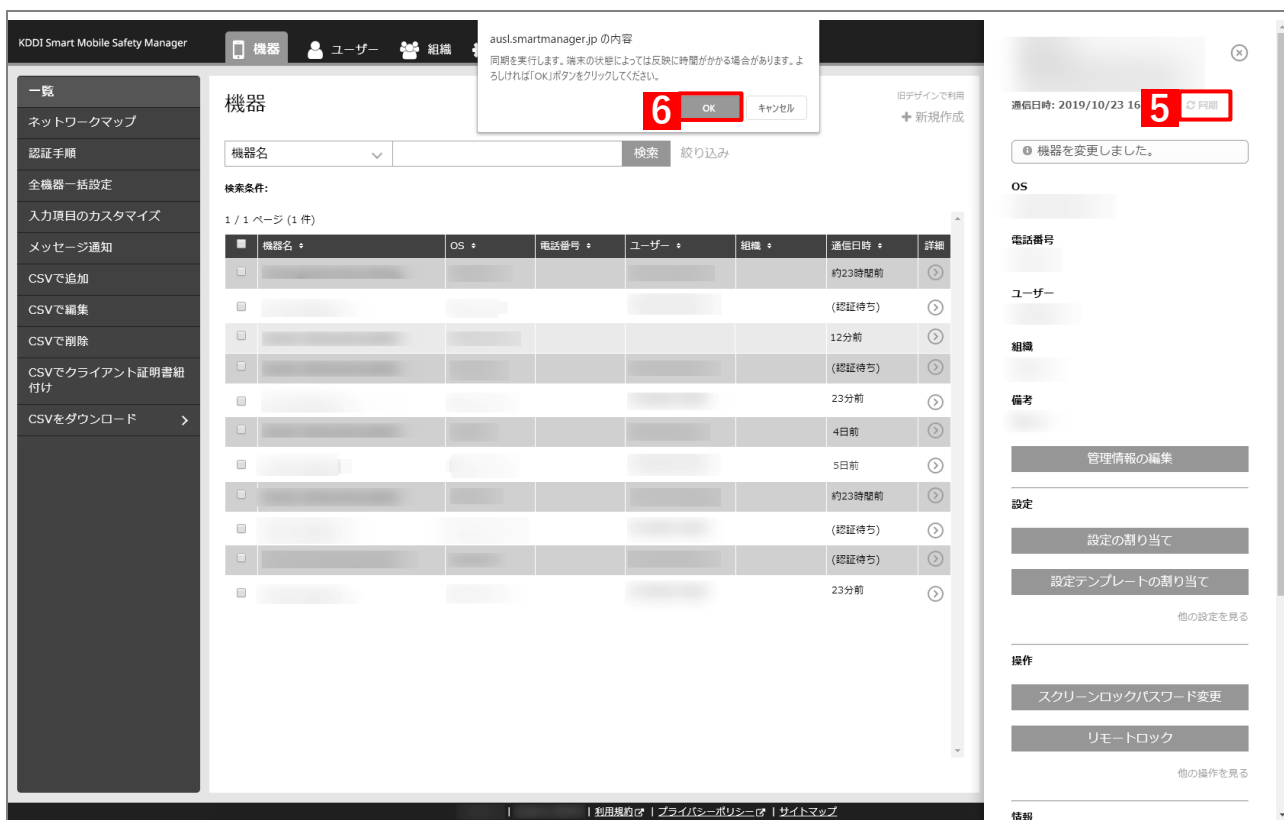 KDDI Smart Mobile Safety Manager
機器
ユーザー
組織
ausl.smartmanager.jp の内容
同期を実行します。端末の状態によっては反映に時間がかかる場合があります。よ
ろしければ「OK」ボタンをクリックしてください。
6
OK
キャンセル
一覧
ネットワークマップ
認証手順
全機器一括設定
入力項目のカスタマイズ
メッセージ通知
CSVで追加
CSVで編集
CSVで削除
CSVでクライアント証明書紐
付け
CSVをダウンロード
機器
旧デザインで利用
新規作成
機器名
検索
絞り込み
検索条件:
1 / 1 ページ (1 件)
機器名 OS 電話番号 ユーザー 組織 通信日時 詳細
約23時間前
(認証待ち)
12分前
(認証待ち)
23分前
4日前
5日前
約23時間前
(認証待ち)
(認証待ち)
23分前
通信日時: 2019/10/23 16
5
同期
機器を変更しました。
OS
電話番号
ユーザー
組織
備考
管理情報の編集
設定
設定の割り当て
設定テンプレートの割り当て
他の設定を見る
操作
スクリーンロックパスワード変更
リモートロック
他の操作を見る
情報
| | 利用規約 | プライバシーポリシー | サイトマップ